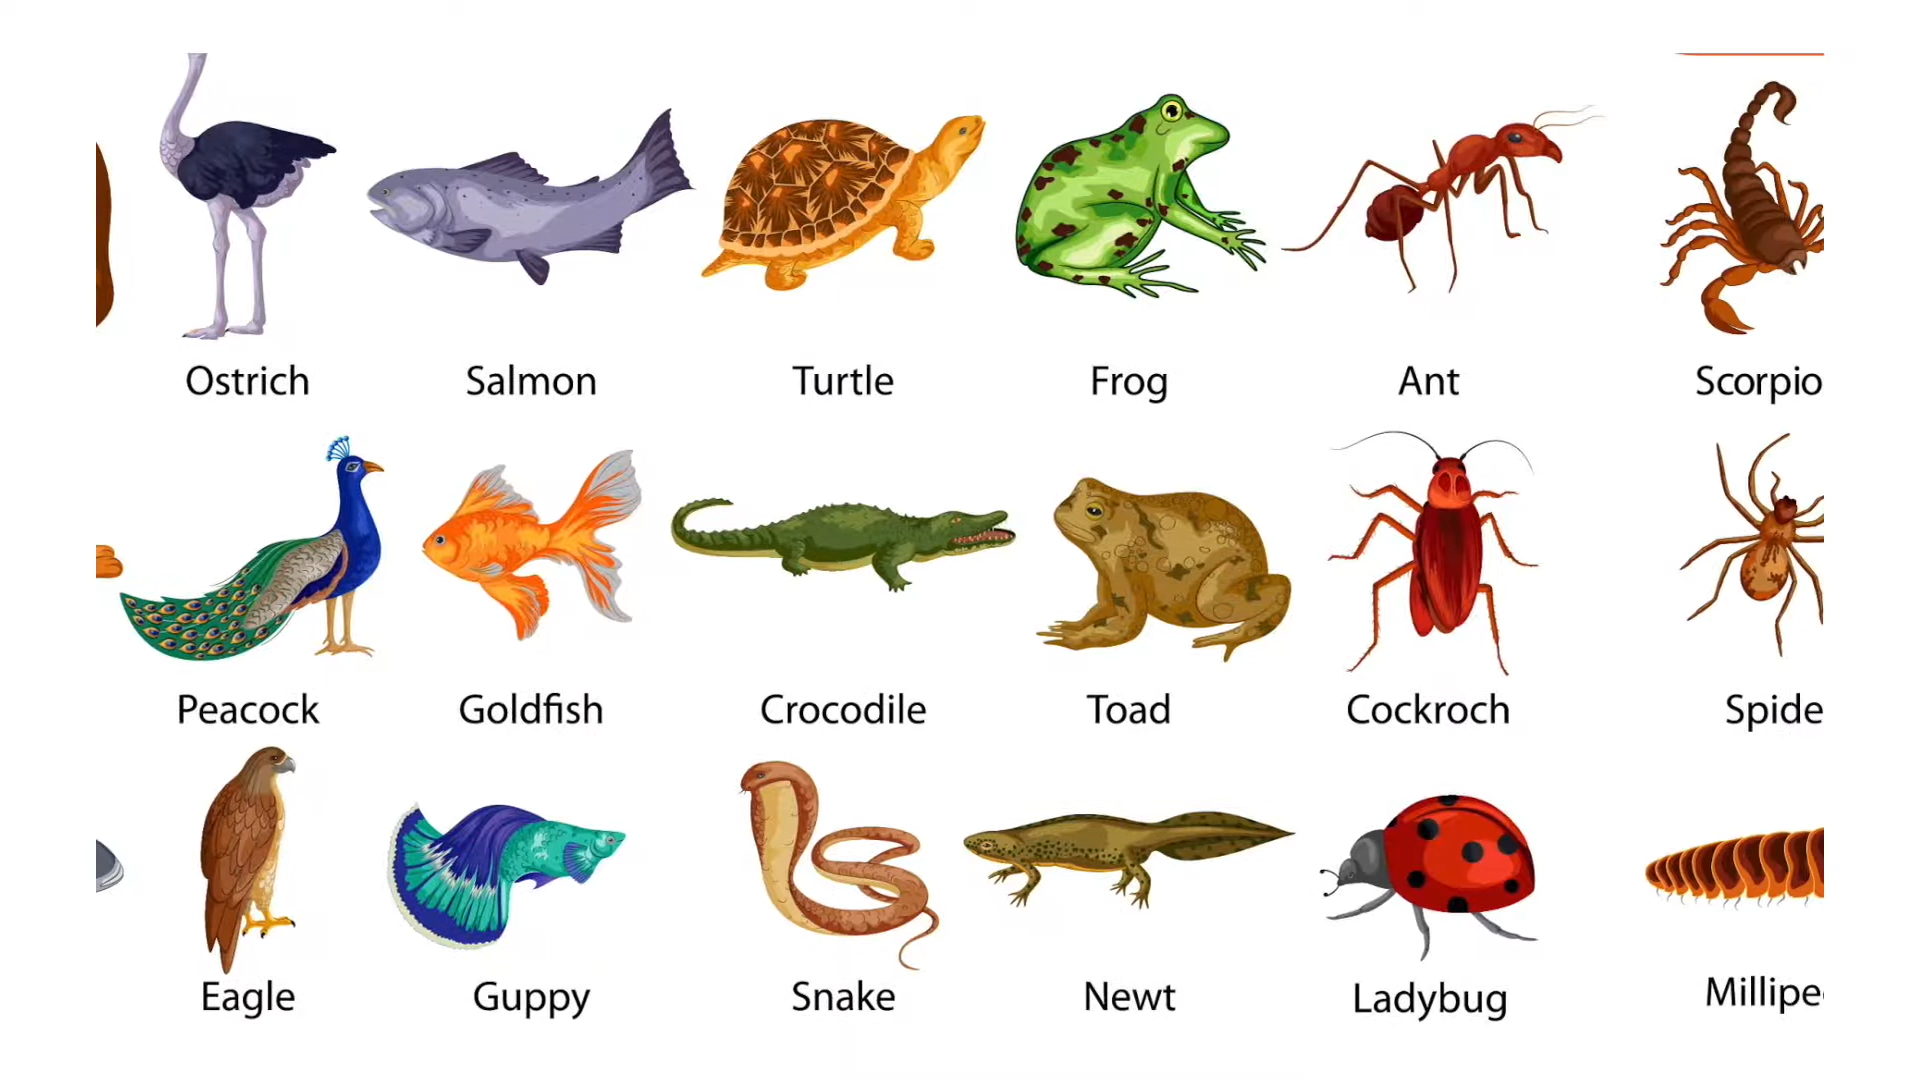 Ostrich Salmon Turtle Frog Ant Scorpio
Peacock Goldfish Crocodile Toad Cockroch Spide
Eagle Guppy Snake Newt Ladybug Millipe